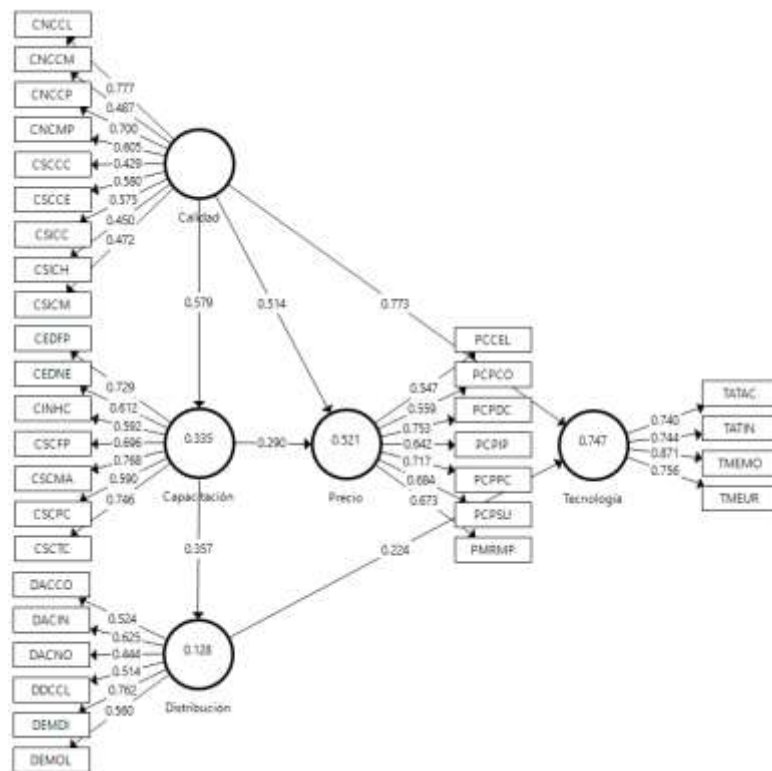 CNCCL
CNCCM
CNCCP
CNCMP
CSCCC
CSCCE
CSICC
CSICH
CSICM
0.777
0.487
0.700
0.605
0.429
0.560
0.575
0.450
0.472
Calidad
0.579
0.514
0.773
CEDFP
CEDNE
CINHC
CSCFP
CSCMA
CSCPC
CSCTC
0.729
0.612
0.592
0.696
0.768
0.590
0.746
0.335
Capacitación
0.290
0.521
Precio
0.547
0.559
0.753
0.642
0.717
0.684
0.673
PCCEL
PCPCO
PCPDC
PCPIP
PCPPC
PCPSU
PMRMP
0.747
Tecnología
0.740
0.744
0.871
0.756
TATAC
TATIN
TMEMO
TMEUR
0.357
0.224
DACCO
DACIN
DACNO
DDCCL
DEMDI
DEMOL
0.524
0.625
0.444
0.514
0.762
0.560
0.128
Distribución